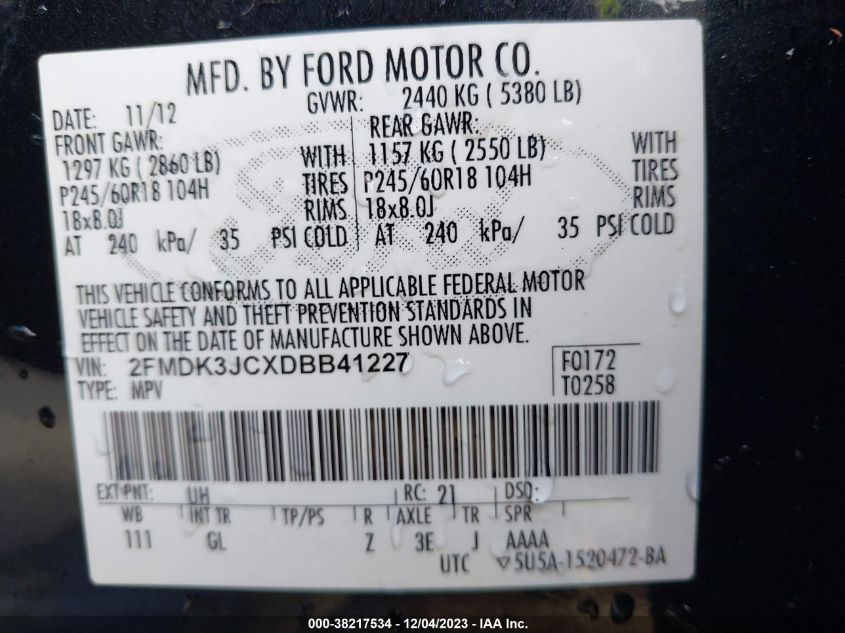 MFD. BY FORD MOTOR CO.
DATE: 11/12 GVWR: 2440 KG ( 5380 LB)
FRONT GAWR: REAR GAWR:
1297 KG ( 2860 LB) WITH 1157 KG ( 2550 LB) WITH
P245/60R18 104H TIRES P245/60R18 104H TIRES
18x8.0J RIMS 18x8.0J RIMS
AT 240 kPa/ 35 PSI COLD AT 240 kPa/ 35 PSI COLD
THIS VEHICLE CONFORMS TO ALL APPLICABLE FEDERAL MOTOR
VEHICLE SAFETY AND THEFT PREVENTION STANDARDS IN
EFFECT ON THE DATE OF MANUFACTURE SHOWN ABOVE.
VIN: 2FMDK3JCXDBB41227 F0172
TYPE: MPV T0258
EXT PNT: UH RC: 21 DSO:
WB INT TR TP/PS R AXLE TR SPR
111 GL Z 3E J AAAA
UTC ▽5U5A-1520472-BA
000-38217534 - 12/04/2023 - IAA Inc.